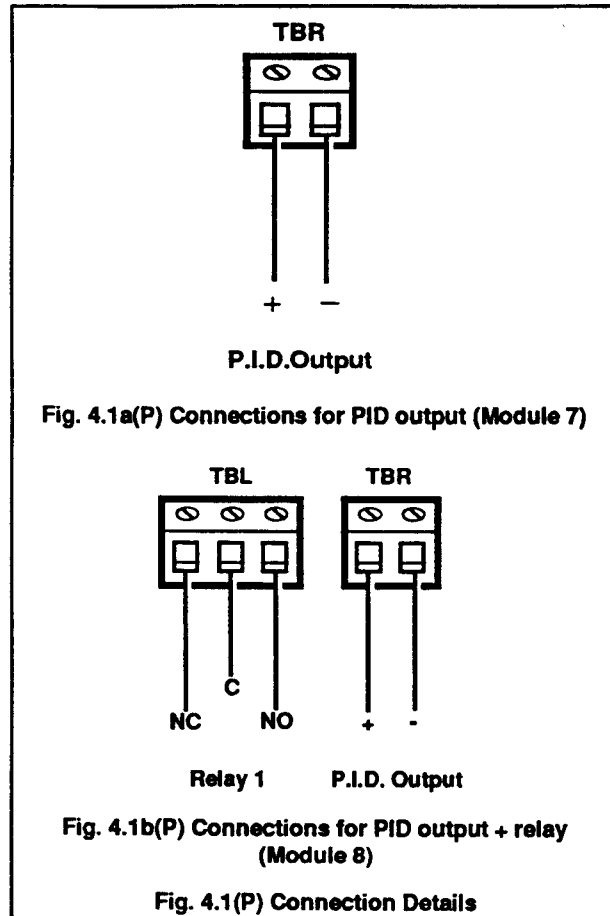 TBR
+ −
P.I.D.Output
Fig. 4.1a(P) Connections for PID output (Module 7)
TBL TBR
C
NC NO + -
Relay 1 P.I.D. Output
Fig. 4.1b(P) Connections for PID output + relay
(Module 8)
Fig. 4.1(P) Connection Details